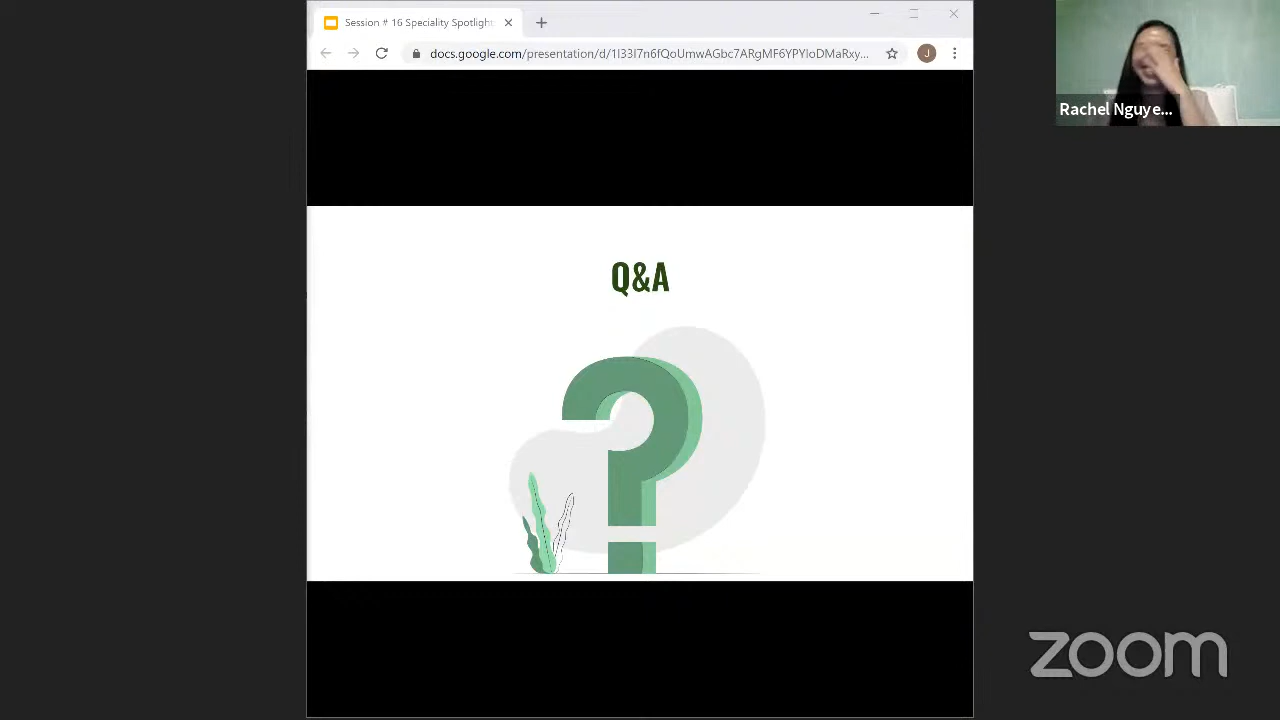 Session # 16 Speciality Spotlight
docs.google.com/presentation/d/1I33I7n6fQoUmwAGbc7ARgMF6YPYIoDMaRxy...
J
Rachel Nguye...
Q&A
?
zoom